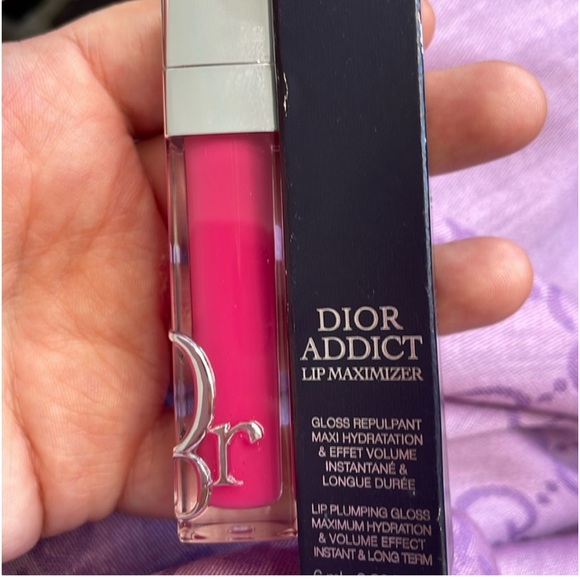 DIOR
ADDICT
LIP MAXIMIZER
GLOSS REPULPANT
MAXI HYDRATATION
& EFFET VOLUME
INSTANTANÉ &
LONGUE DURÉE
LIP PLUMPING GLOSS
MAXIMUM HYDRATION
& VOLUME EFFECT
INSTANT & LONG TERM